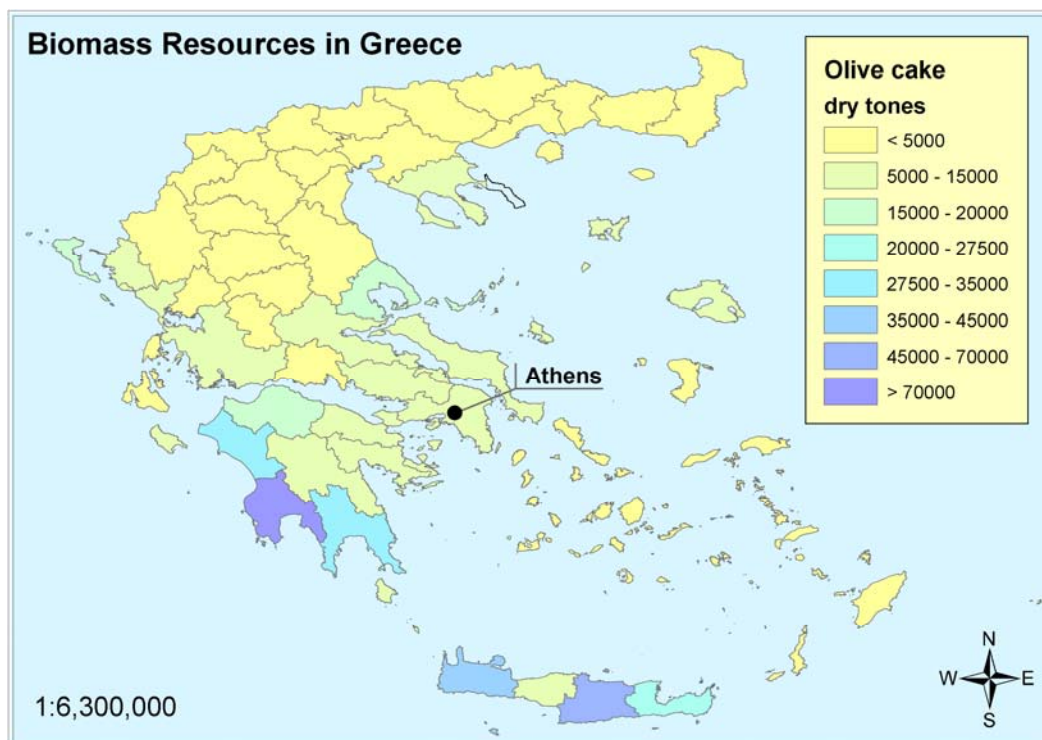 Biomass Resources in Greece
Olive cake
dry tones
< 5000
5000 - 15000
15000 - 20000
20000 - 27500
27500 - 35000
35000 - 45000
45000 - 70000
> 70000
Athens
N
W E
S
1:6,300,000